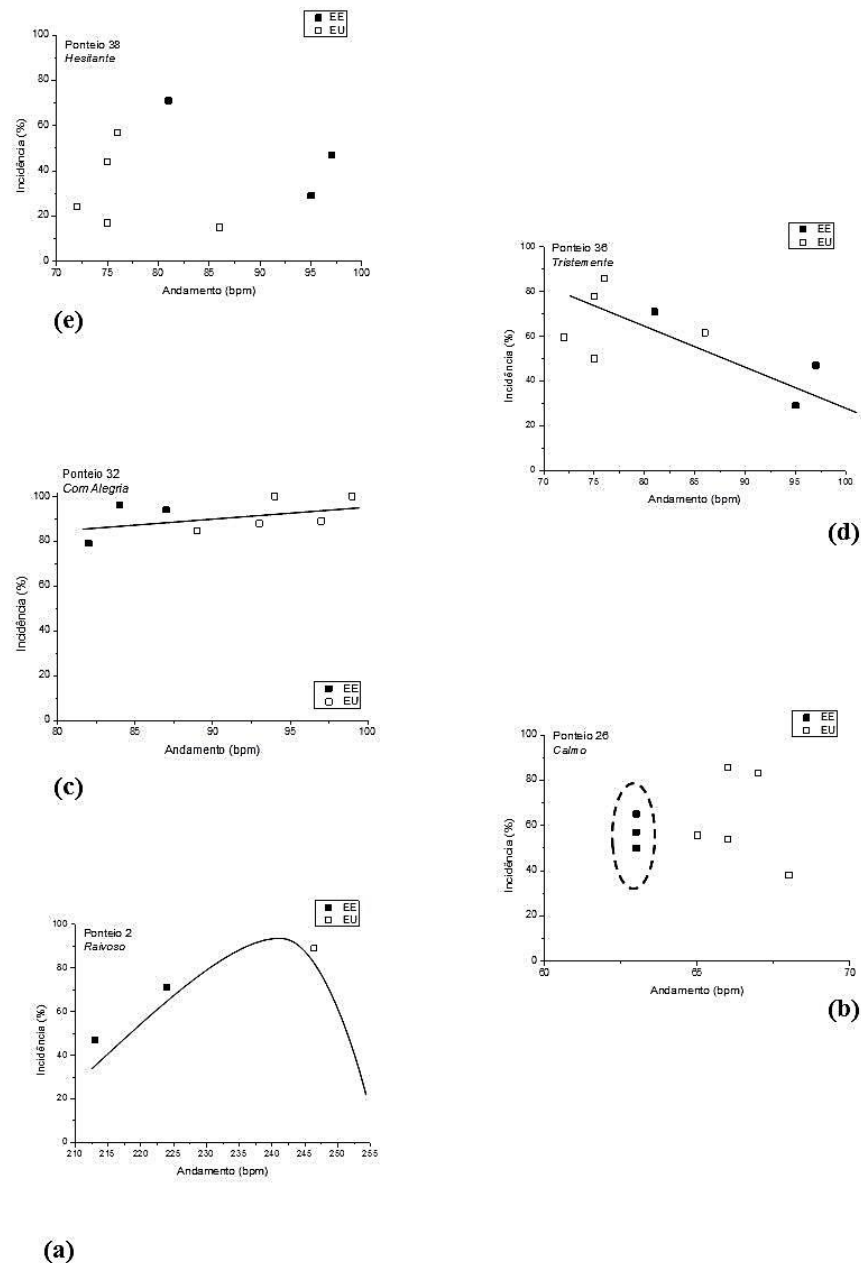 EE
EU
Ponteio 38
Hesitante
Incidência (%)
100
80
60
40
20
0
70 75 80 85 90 95 100
Andamento (bpm)
(e)
EE
EU
Ponteio 36
Tristemente
Incidência (%)
100
80
60
40
20
0
70 75 80 85 90 95 100
Andamento (bpm)
(d)
Ponteio 32
Com Alegria
Incidência (%)
100
80
60
40
20
0
EE
EU
80 85 90 95 100
Andamento (bpm)
(c)
EE
EU
Ponteio 26
Calmo
Incidência (%)
100
80
60
40
20
0
60 65 70
Andamento (bpm)
(b)
EE
EU
Ponteio 2
Raivoso
Incidência (%)
100
80
60
40
20
0
210 215 220 225 230 235 240 245 250 255
Andamento (bpm)
(a)